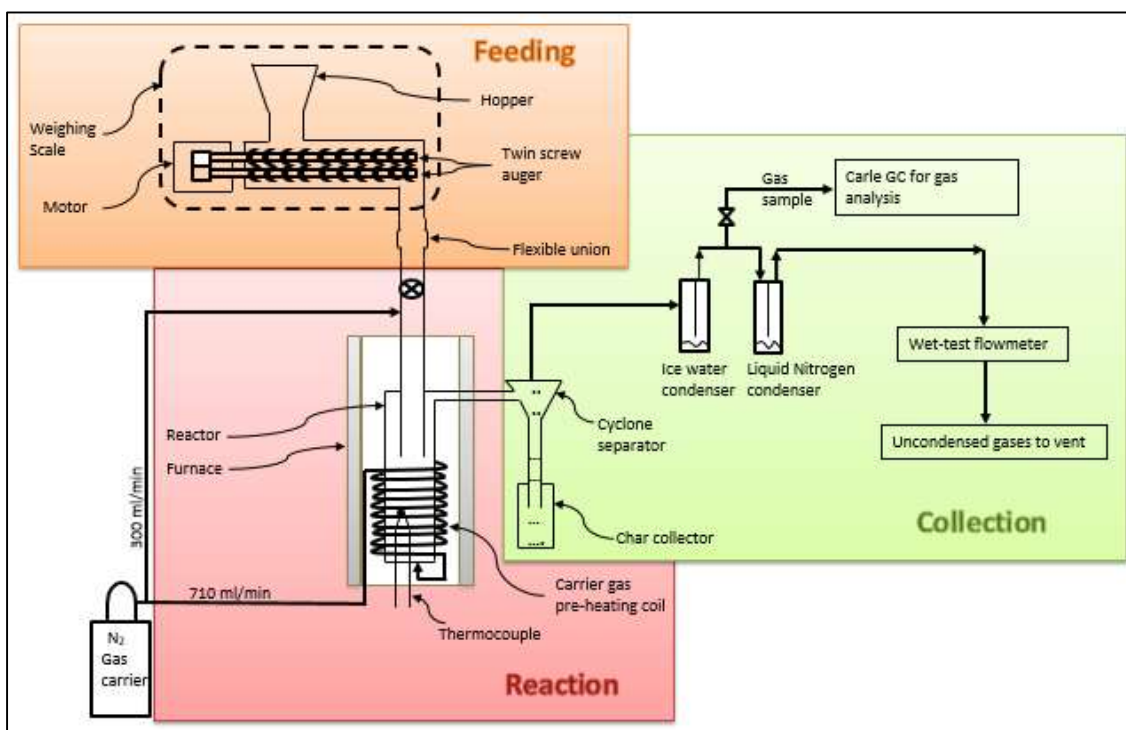 Feeding
Hopper
Weighing
Scale
Twin screw
auger
Motor
Flexible union
Gas
sample
Carle GC for gas
analysis
Ice water
condenser
Liquid Nitrogen
condenser
Wet-test flowmeter
Uncondensed gases to vent
Cyclone
separator
Reactor
Furnace
Char collector
Collection
300 ml/min
710 ml/min
Carrier gas
pre-heating coil
Thermocouple
N2
Gas
carrier
Reaction